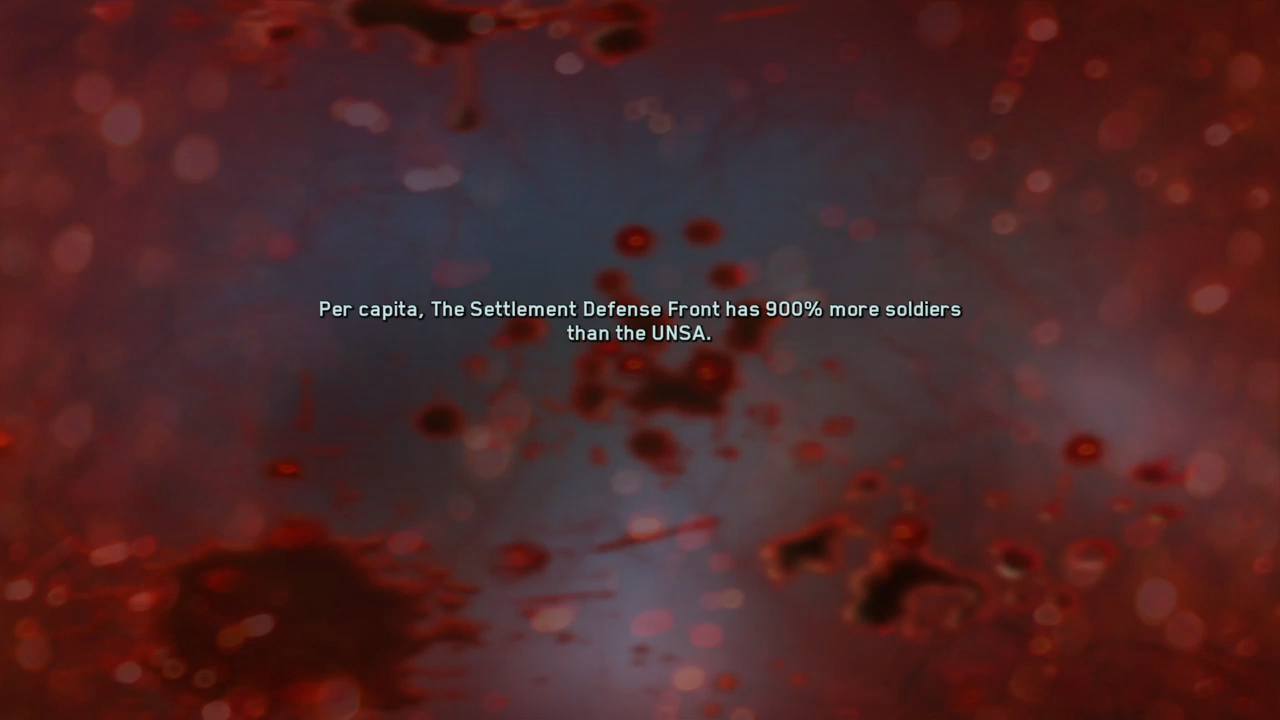 Per capita, The Settlement Defense Front has 900% more soldiers
than the UNSA.